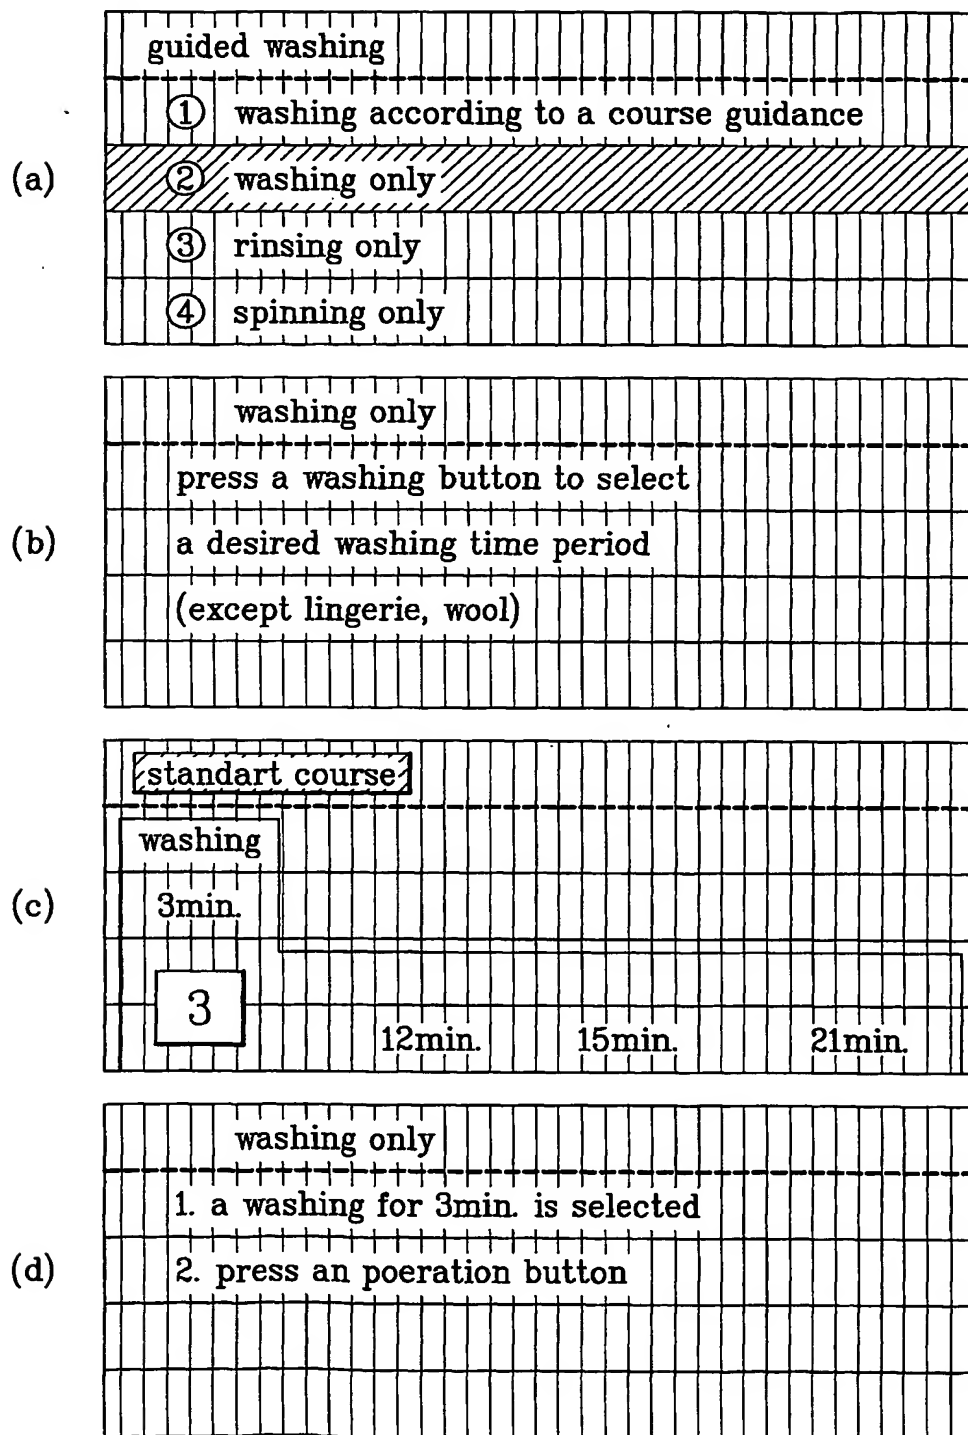 guided washing
① washing according to a course guidance
(a)
② washing only
③ rinsing only
④ spinning only
washing only
press a washing button to select
(b)
a desired washing time period
(except lingerie, wool)
standart course
washing
(c)
3min.
3
12min. 15min. 21min.
washing only
1. a washing for 3min. is selected
(d)
2. press an poeration button